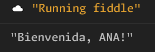 ☁️ "Running fiddle"
"Bienvenida, ANA!"